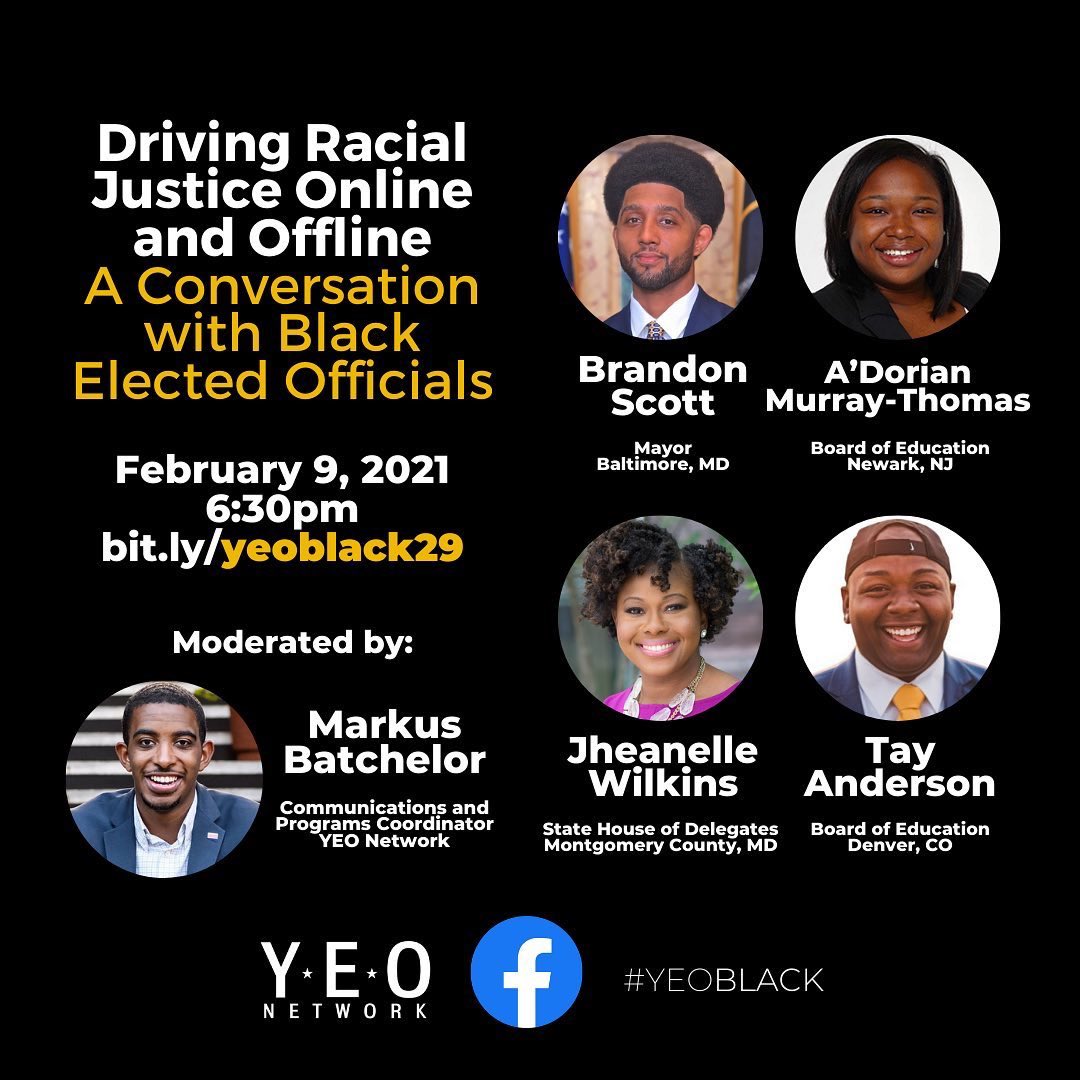 Driving Racial
Justice Online
and Offline
A Conversation
with Black
Elected Officials
February 9, 2021
6:30pm
bit.ly/yeoblack29
Moderated by:
Markus
Batchelor
Communications and
Programs Coordinator
YEO Network
Brandon
Scott
Mayor
Baltimore, MD
A’Dorian
Murray-Thomas
Board of Education
Newark, NJ
Jheanelle
Wilkins
State House of Delegates
Montgomery County, MD
Tay
Anderson
Board of Education
Denver, CO
Y★E★O
NETWORK
f
#YEOBLACK